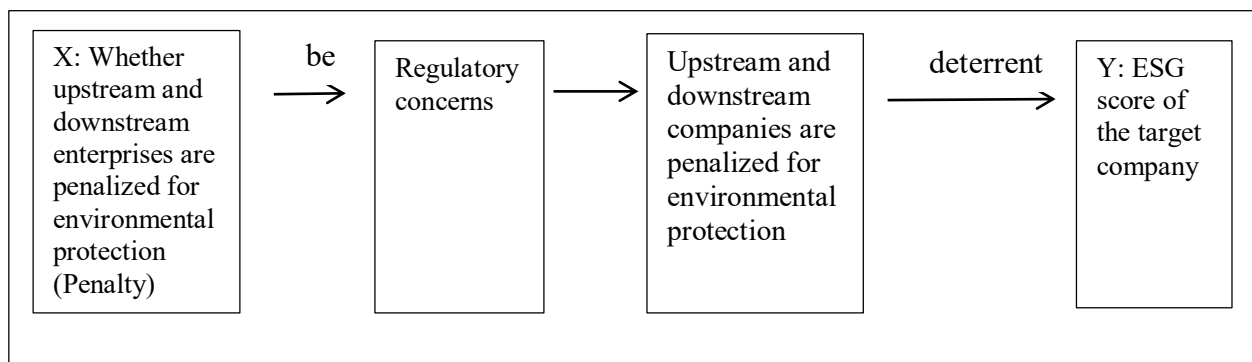 X: Whether
upstream and
downstream
enterprises are
penalized for
environmental
protection
(Penalty)
be
Regulatory
concerns
Upstream and
downstream
companies are
penalized for
environmental
protection
deterrent
Y: ESG
score of
the target
company